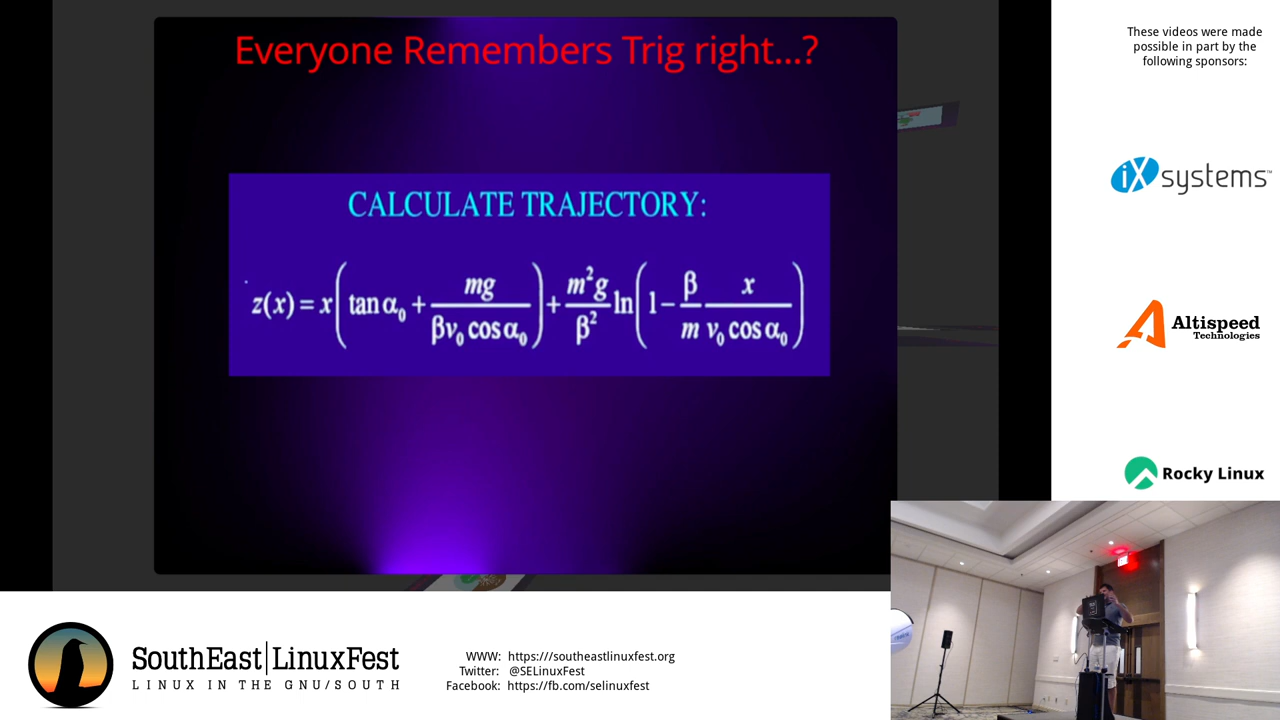 Everyone Remembers Trig right...?
CALCULATE TRAJECTORY:
z(x) = x(tan α₀ + mg/(βv₀ cos α₀)) + m²g/β² ln(1 − β/m x/(v₀ cos α₀))
These videos were made
possible in part by the
following sponsors:
iX systems™
Altispeed
Technologies
Rocky Linux
SouthEast|LinuxFest
LINUX IN THE GNU/SOUTH
WWW: https:///southeastlinuxfest.org
Twitter: @SELinuxFest
Facebook: https://fb.com/selinuxfest